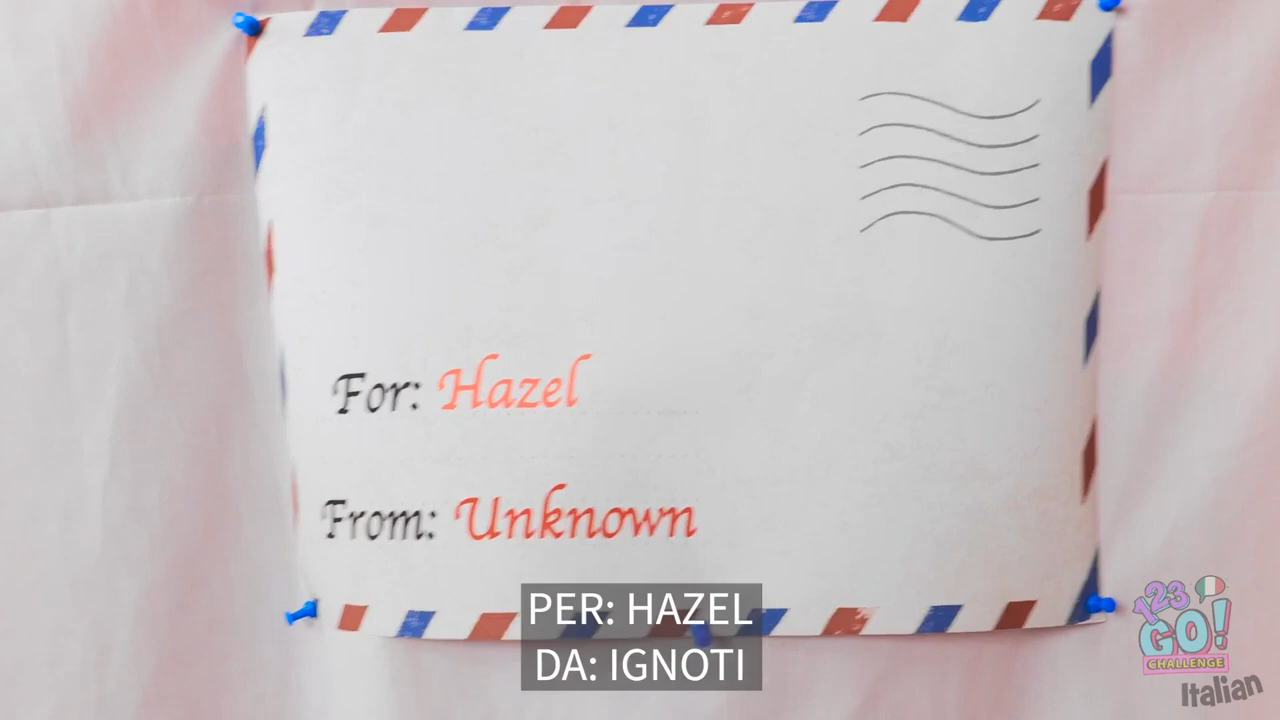 For: Hazel
From: Unknown
PER: HAZEL
DA: IGNOTI
123
GO!
CHALLENGE
Italian